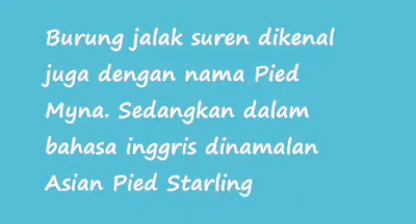 Burung jalak suren dikenal
juga dengan nama Pied
Myna. Sedangkan dalam
bahasa inggris dinamalan
Asian Pied Starling